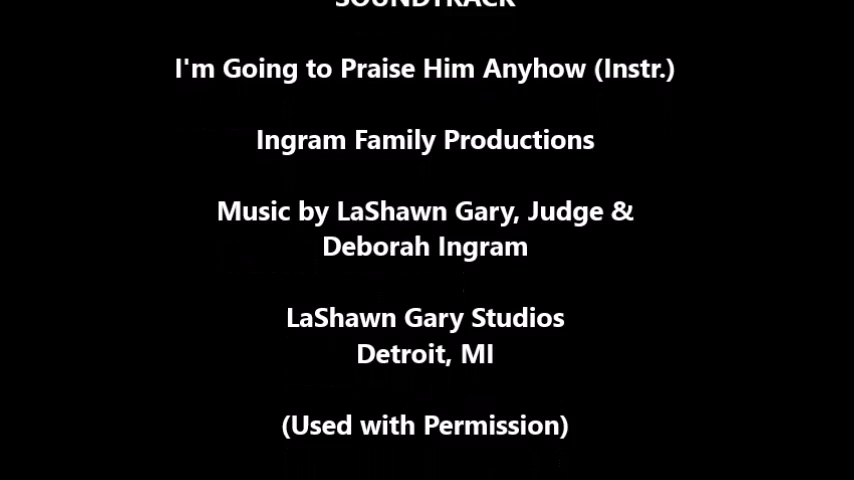 SOUNDTRACK
I'm Going to Praise Him Anyhow (Instr.)
Ingram Family Productions
Music by LaShawn Gary, Judge &
Deborah Ingram
LaShawn Gary Studios
Detroit, MI
(Used with Permission)